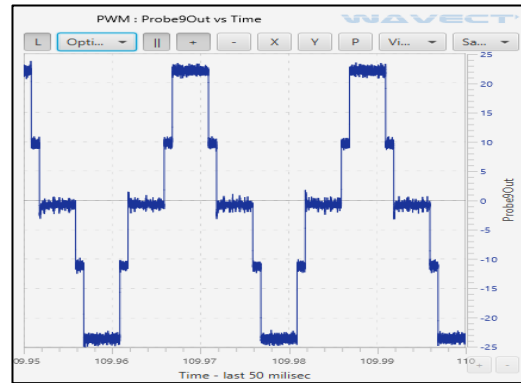 PWM : Probe9Out vs Time
WAVECT
L Opti... || + - X Y P Vi... Sa...
25
20
15
10
5
0
-5
-10
-15
-20
-25
Probe9Out
09.95 109.96 109.97 109.98 109.99 110
+ -
Time - last 50 milisec